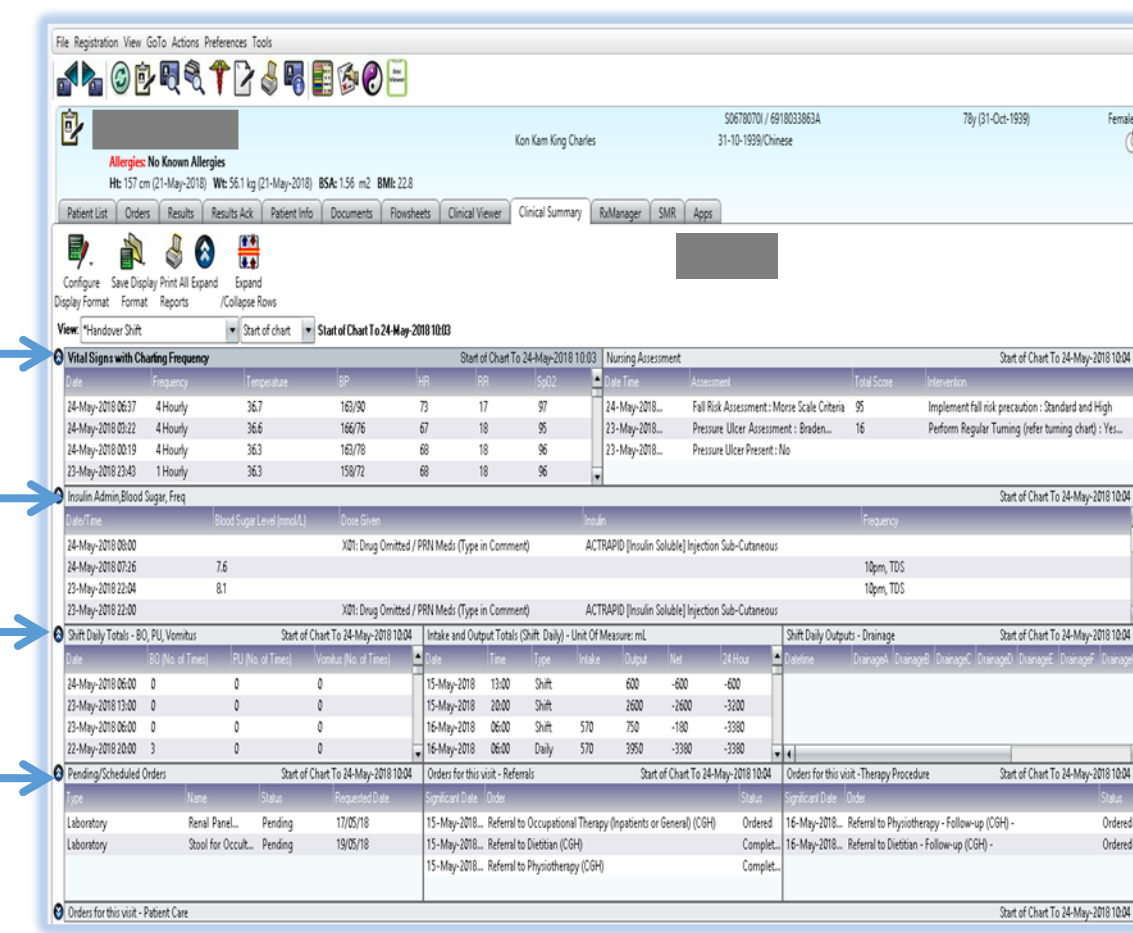 File Registration View GoTo Actions Preferences Tools
S0678070I / 6918033863A 78y (31-Oct-1939) Female
Kon Kam King Charles 31-10-1939/Chinese
Allergies: No Known Allergies
Ht: 157 cm (21-May-2018) Wt: 56.1 kg (21-May-2018) BSA: 1.56 m2 BMI: 22.8
Patient List Orders Results Results Ack Patient Info Documents Flowsheets Clinical Viewer Clinical Summary RxManager SMR Apps
Configure Save Display Print All Expand Expand
Display Format Format Reports /Collapse Rows
View: *Handover Shift Start of chart Start of Chart To 24-May-2018 10:03
Vital Signs with Charting Frequency Start of Chart To 24-May-2018 10:03 Nursing Assessment Start of Chart To 24-May-2018 10:04
Date Frequency Temperature BP HR RR SpO2 Date Time Assessment Total Score Intervention
24-May-2018 06:37 4 Hourly 36.7 163/90 73 17 97 24-May-2018... Fall Risk Assessment : Morse Scale Criteria 95 Implement fall risk precaution : Standard and High
24-May-2018 03:22 4 Hourly 36.6 166/76 67 18 95 23-May-2018... Pressure Ulcer Assessment : Braden... 16 Perform Regular Turning (refer turning chart) : Yes...
24-May-2018 00:19 4 Hourly 36.3 163/78 68 18 96 23-May-2018... Pressure Ulcer Present : No
23-May-2018 23:43 1 Hourly 36.3 158/72 68 18 96
Insulin Admin,Blood Sugar, Freq Start of Chart To 24-May-2018 10:04
Date/Time Blood Sugar Level (mmol/L) Dose Given Insulin Frequency
24-May-2018 08:00 X01: Drug Omitted / PRN Meds (Type in Comment) ACTRAPID [Insulin Soluble] Injection Sub-Cutaneous
24-May-2018 07:26 7.6 10pm, TDS
23-May-2018 22:04 8.1 10pm, TDS
23-May-2018 22:00 X01: Drug Omitted / PRN Meds (Type in Comment) ACTRAPID [Insulin Soluble] Injection Sub-Cutaneous
Shift Daily Totals - BO, PU, Vomitus Start of Chart To 24-May-2018 10:04 Intake and Output Totals (Shift Daily) - Unit Of Measure: mL Shift Daily Outputs - Drainage Start of Chart To 24-May-2018 10:04
Date BO (No. of Times) PU (No. of Times) Vomitus (No. of Times) Date Time Type Intake Output Net 24 Hour Datetime DrainageA DrainageB DrainageC DrainageD DrainageE DrainageF Drainage
24-May-2018 06:00 0 0 0 15-May-2018 13:00 Shift 600 -600 -600
23-May-2018 13:00 0 0 0 15-May-2018 20:00 Shift 2600 -2600 -3200
23-May-2018 06:00 0 0 0 16-May-2018 06:00 Shift 570 750 -180 -3380
22-May-2018 20:00 3 0 0 16-May-2018 06:00 Daily 570 3950 -3380 -3380
Pending/Scheduled Orders Start of Chart To 24-May-2018 10:04 Orders for this visit - Referrals Start of Chart To 24-May-2018 10:04 Orders for this visit -Therapy Procedure Start of Chart To 24-May-2018 10:04
Type Name Status Requested Date Significant Date Order Status Significant Date Order Status
Laboratory Renal Panel... Pending 17/05/18 15-May-2018... Referral to Occupational Therapy (Inpatients or General) (CGH) Ordered 16-May-2018... Referral to Physiotherapy - Follow-up (CGH) - Ordered
Laboratory Stool for Occult... Pending 19/05/18 15-May-2018... Referral to Dietitian (CGH) Complet... 16-May-2018... Referral to Dietitian - Follow-up (CGH) - Ordered
15-May-2018... Referral to Physiotherapy (CGH) Complet...
Orders for this visit - Patient Care Start of Chart To 24-May-2018 10:04